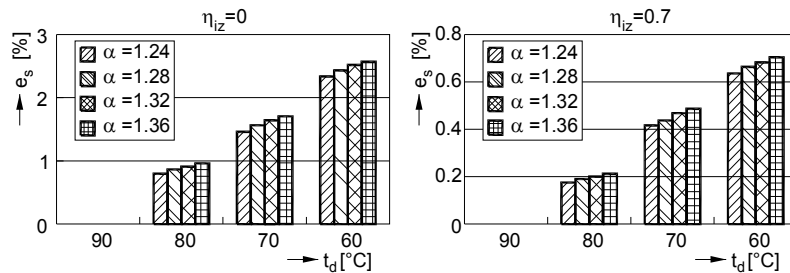 η_iz=0
e_s [%]
3
2
1
0
α =1.24
α =1.28
α =1.32
α =1.36
90 80 70 60
t_d [°C]
η_iz=0.7
e_s [%]
0.8
0.6
0.4
0.2
0
α =1.24
α =1.28
α =1.32
α =1.36
90 80 70 60
t_d [°C]